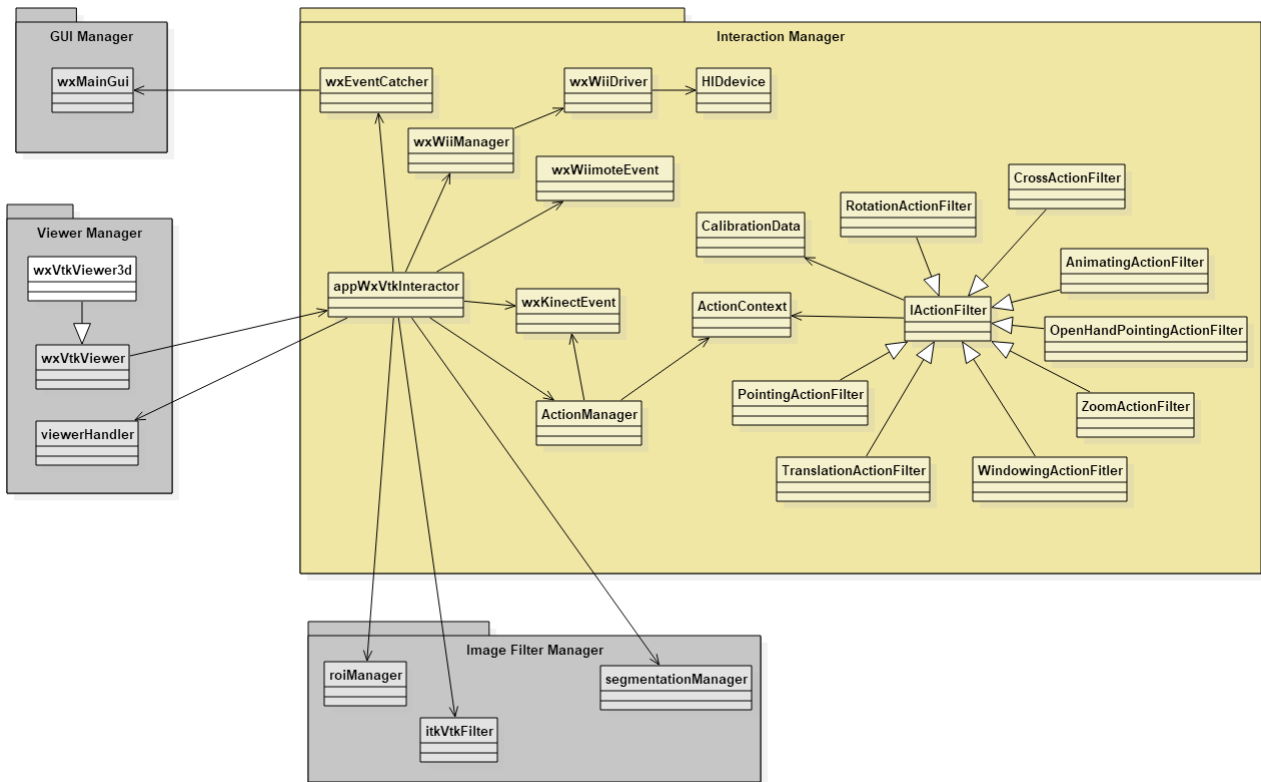 GUI Manager
wxMainGui
Interaction Manager
wxEventCatcher
wxWiiDriver
HIDdevice
wxWiiManager
wxWiimoteEvent
CrossActionFilter
RotationActionFilter
CalibrationData
AnimatingActionFilter
Viewer Manager
wxVtkViewer3d
appWxVtkInteractor
wxKinectEvent
ActionContext
IActionFilter
OpenHandPointingActionFilter
wxVtkViewer
PointingActionFilter
ZoomActionFilter
ActionManager
viewerHandler
TranslationActionFilter
WindowingActionFitler
Image Filter Manager
roiManager
segmentationManager
itkVtkFilter